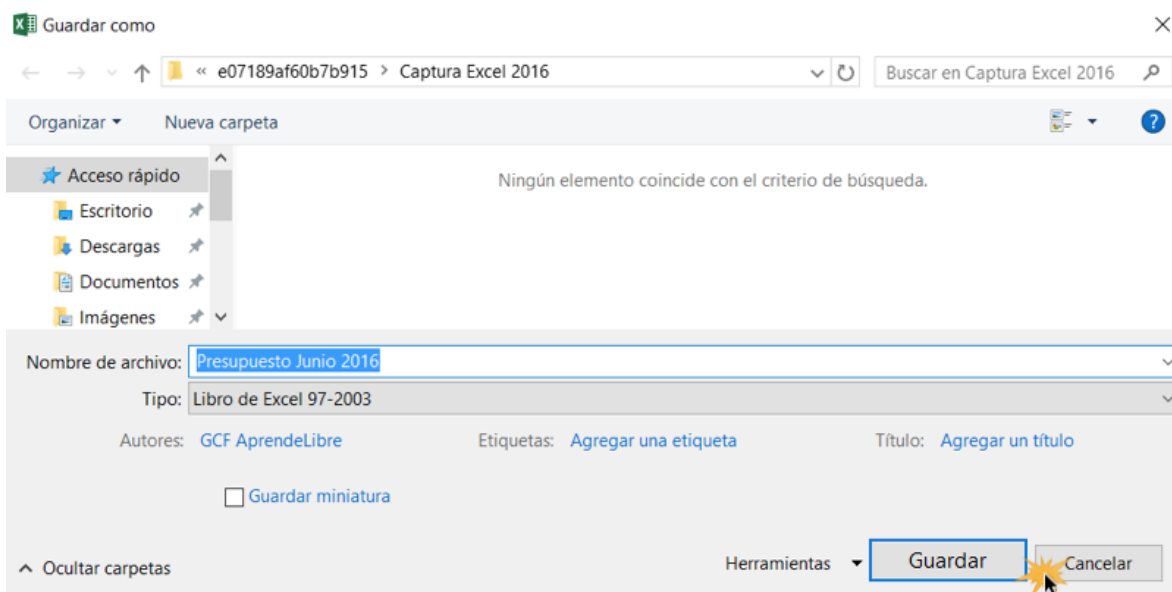 Guardar como
« e07189af60b7b915 > Captura Excel 2016
Buscar en Captura Excel 2016
Organizar
Nueva carpeta
Acceso rápido
Escritorio
Descargas
Documentos
Imágenes
Ningún elemento coincide con el criterio de búsqueda.
Nombre de archivo: Presupuesto Junio 2016
Tipo: Libro de Excel 97-2003
Autores: GCF AprendeLibre Etiquetas: Agregar una etiqueta Título: Agregar un título
Guardar miniatura
Ocultar carpetas Herramientas Guardar Cancelar